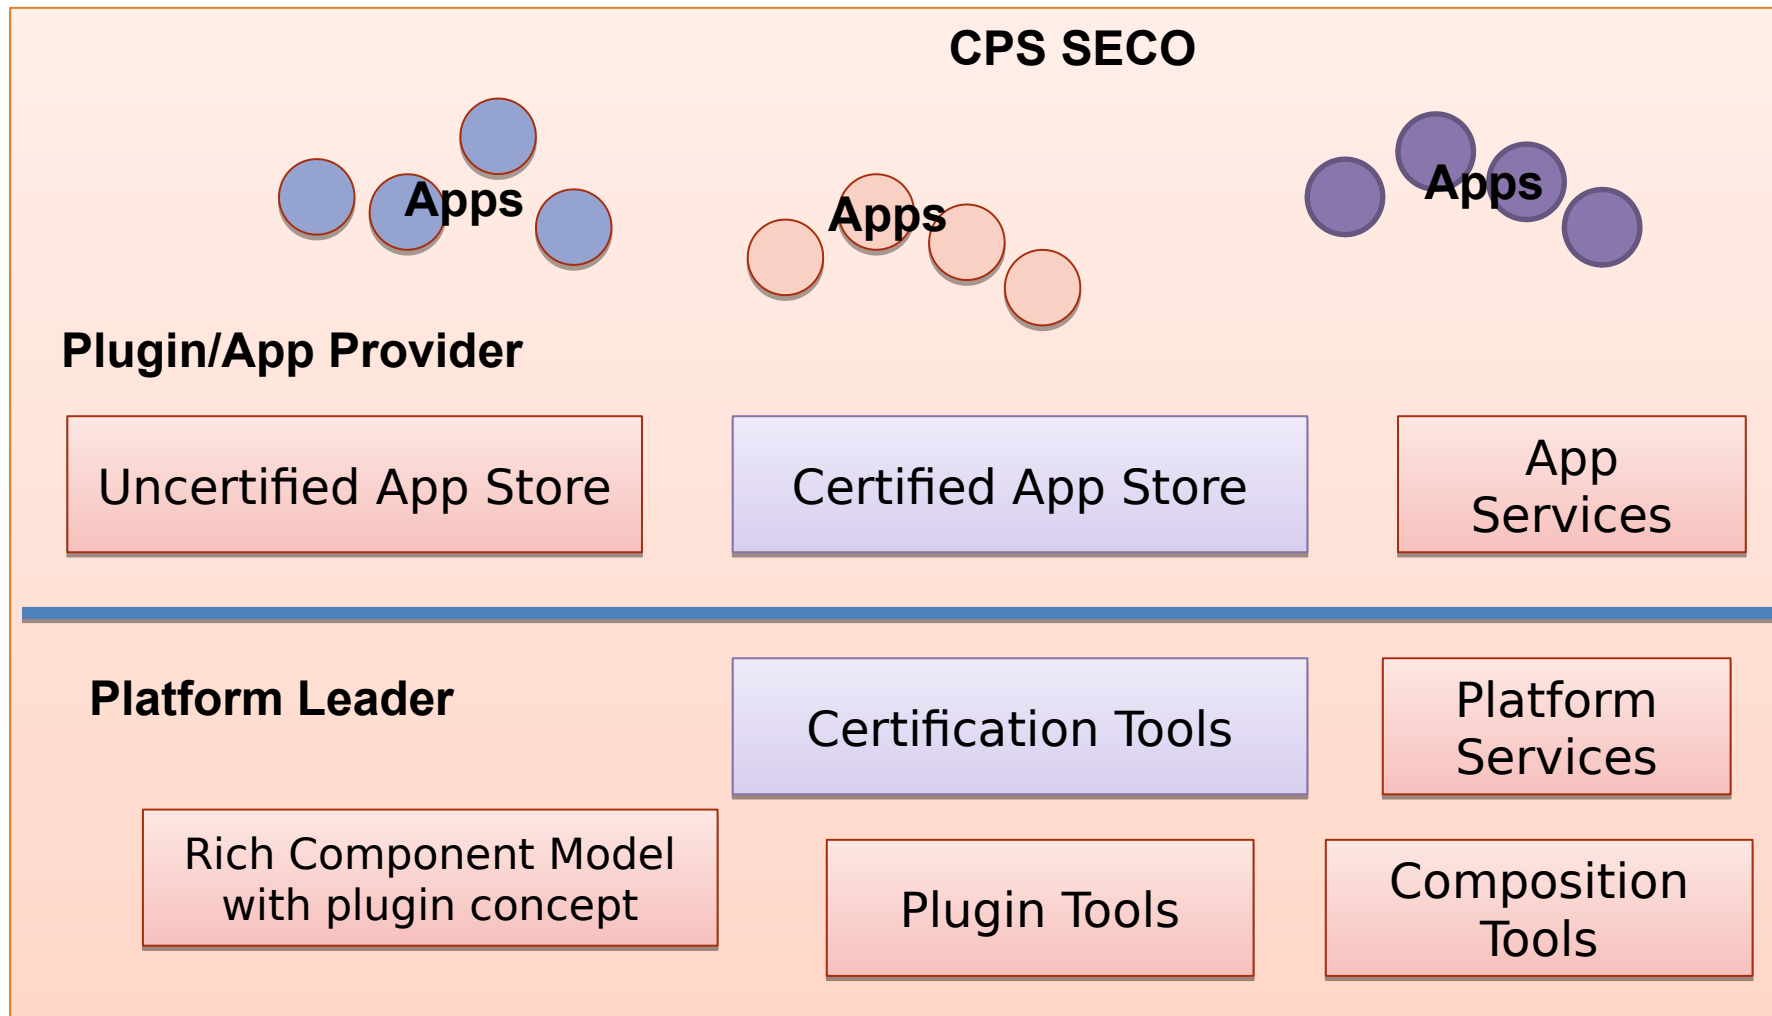 CPS SECO
Apps
Apps
Apps
Plugin/App Provider
Uncertified App Store
Certified App Store
App
Services
Platform Leader
Certification Tools
Platform
Services
Rich Component Model
with plugin concept
Plugin Tools
Composition
Tools